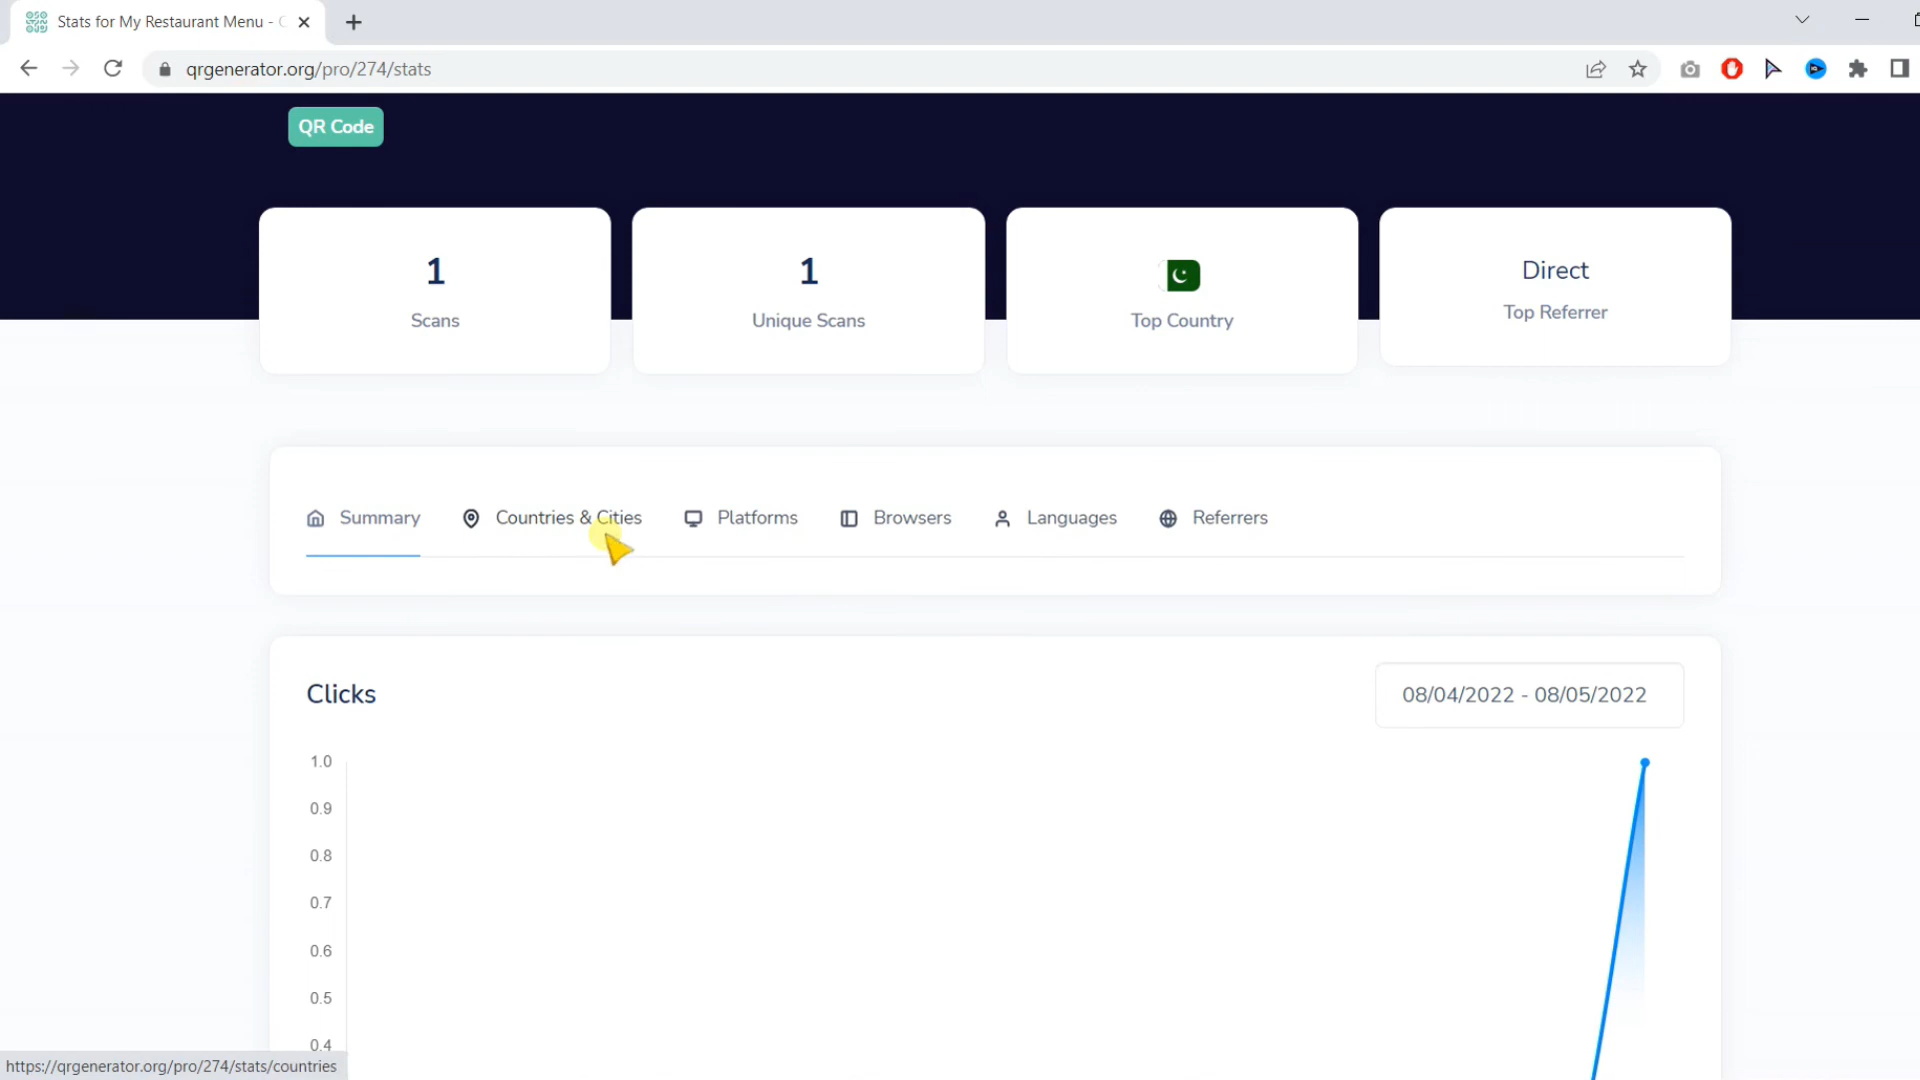 Stats for My Restaurant Menu -
qrgenerator.org/pro/274/stats
QR Code
1
Scans
1
Unique Scans
Top Country
Direct
Top Referrer
Summary
Countries & Cities
Platforms
Browsers
Languages
Referrers
Clicks
08/04/2022 - 08/05/2022
1.0
0.9
0.8
0.7
0.6
0.5
0.4
https://qrgenerator.org/pro/274/stats/countries